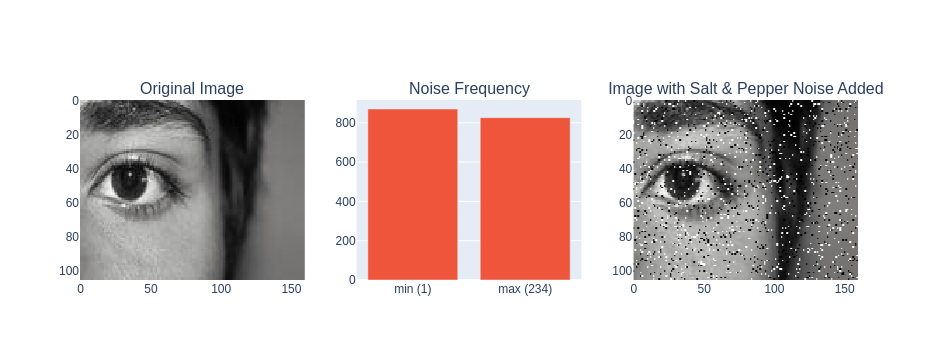 Original Image
0
20
40
60
80
100
0 50 100 150
Noise Frequency
800
600
400
200
0
min (1) max (234)
Image with Salt & Pepper Noise Added
0
20
40
60
80
100
0 50 100 150